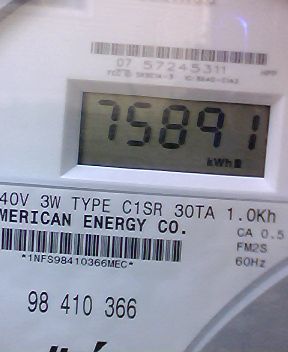 07 57245311
75891
kWh
40V 3W TYPE C1SR 30TA 1.0Kh
MERICAN ENERGY CO.
CA 0.5
FM2S
60Hz
*1NFS98410366MEC*
98 410 366